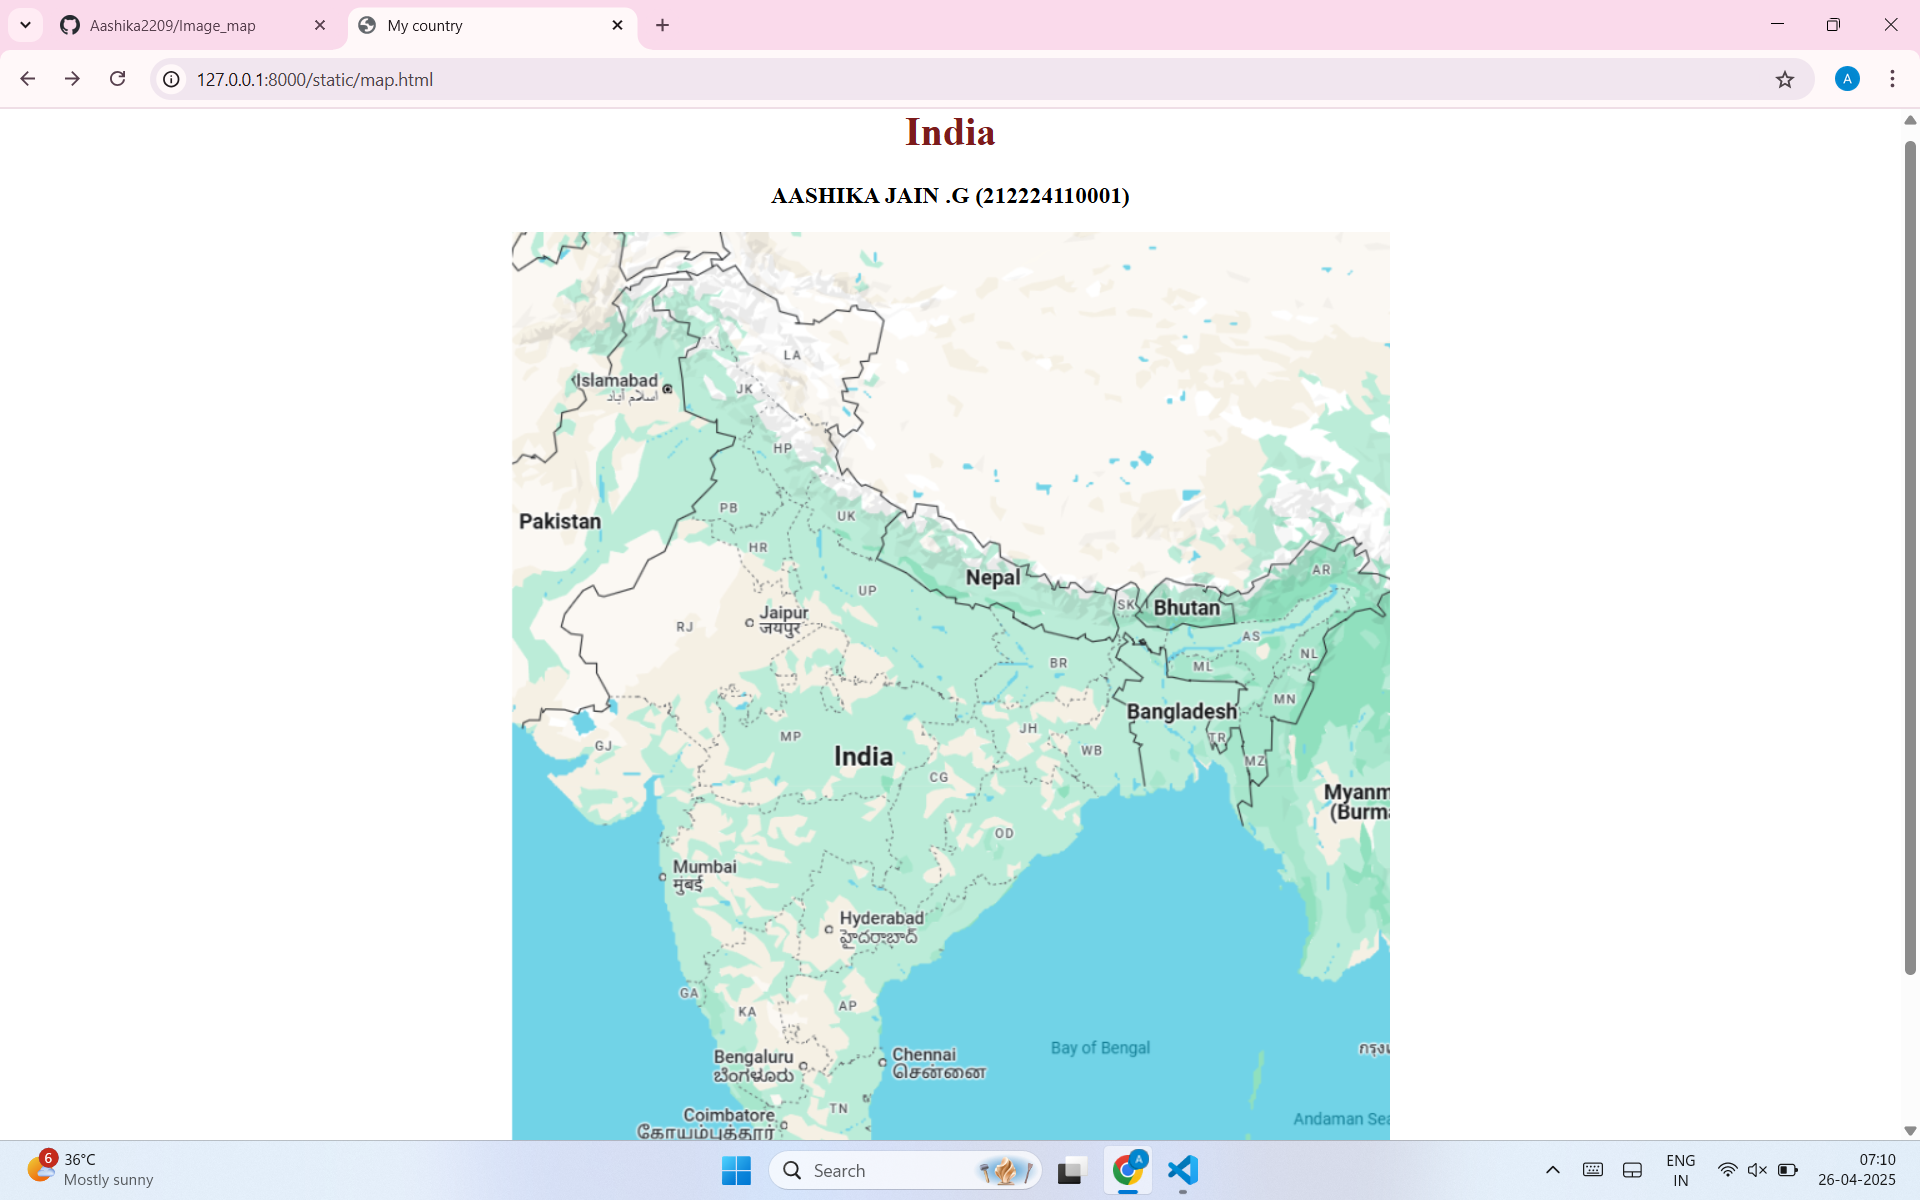 Aashika2209/Image_map
My country
127.0.0.1:8000/static/map.html
A
India
AASHIKA JAIN .G (212224110001)
LA
Islamabad
اسلام آباد
JK
HP
PB
UK
Pakistan
HR
Nepal
AR
UP
SK
Bhutan
Jaipur
जयपुर
RJ
AS
NL
BR
ML
MN
Bangladesh
JH
TR
MP
GJ
WB
India
MZ
CG
Myanm
(Burma
OD
Mumbai
मुंबई
Hyderabad
హైదరాబాద్
GA
KA
AP
Bay of Bengal
กรุงเ
Bengaluru
ಬೆಂಗಳೂರು
Chennai
சென்னை
TN
Coimbatore
கோயம்புத்தூர்
Andaman Sea
6
36°C
Mostly sunny
Search
A
ENG
IN
07:10
26-04-2025